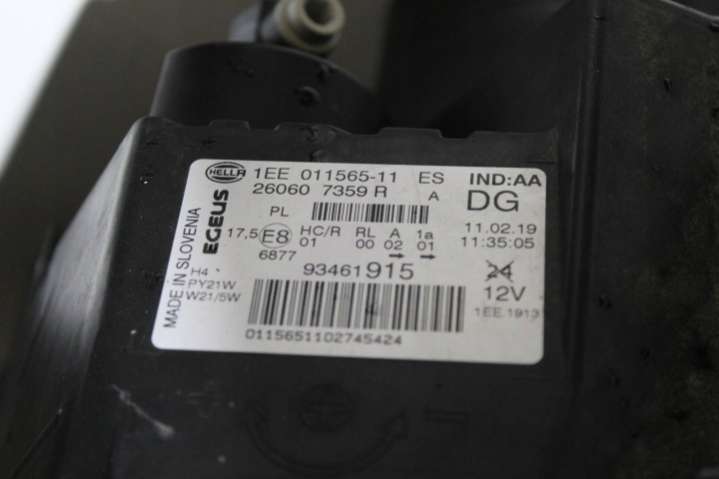 HELLA 1EE 011565-11 ES IND:AA
26060 7359 R A DG
EGEUS
MADE IN SLOVENIA
PL
17,5 E8 HC/R RL A 1a
01 00 02 01
6877
11.02.19
11:35:05
H4
PY21W
W21/5W
93461915
24
12V
1EE.1913
0115651102745424